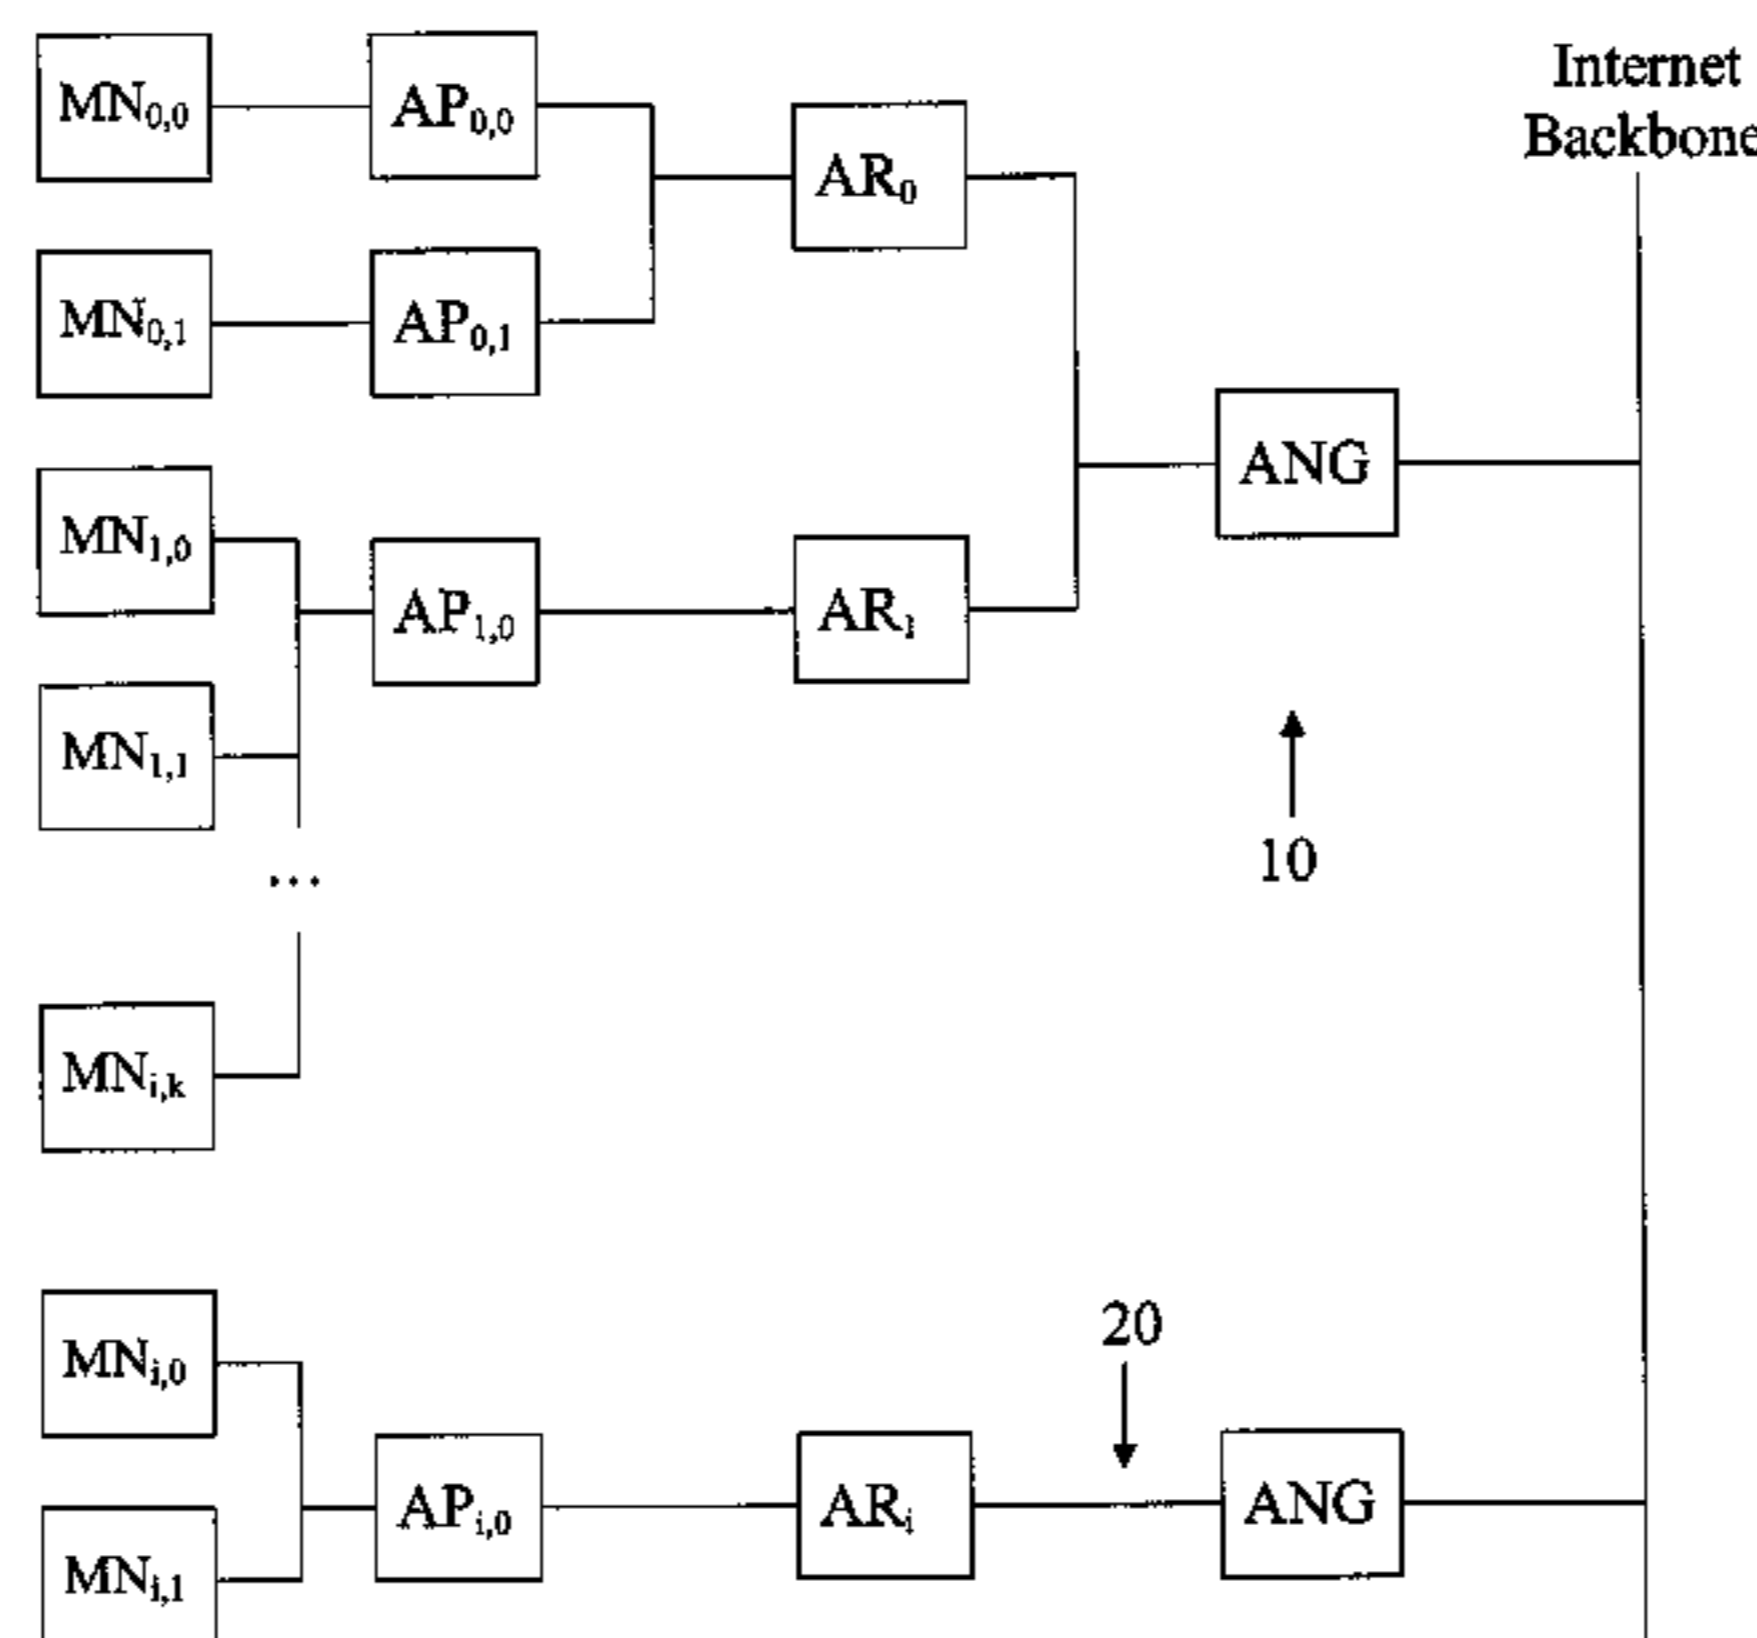 Internet
Backbone
MN0,0
AP0,0
AR0
MN0,1
AP0,1
ANG
MN1,0
AP1,0
AR1
MN1,1
10
...
MNi,k
20
MNi,0
APi,0
ARi
ANG
MNi,1